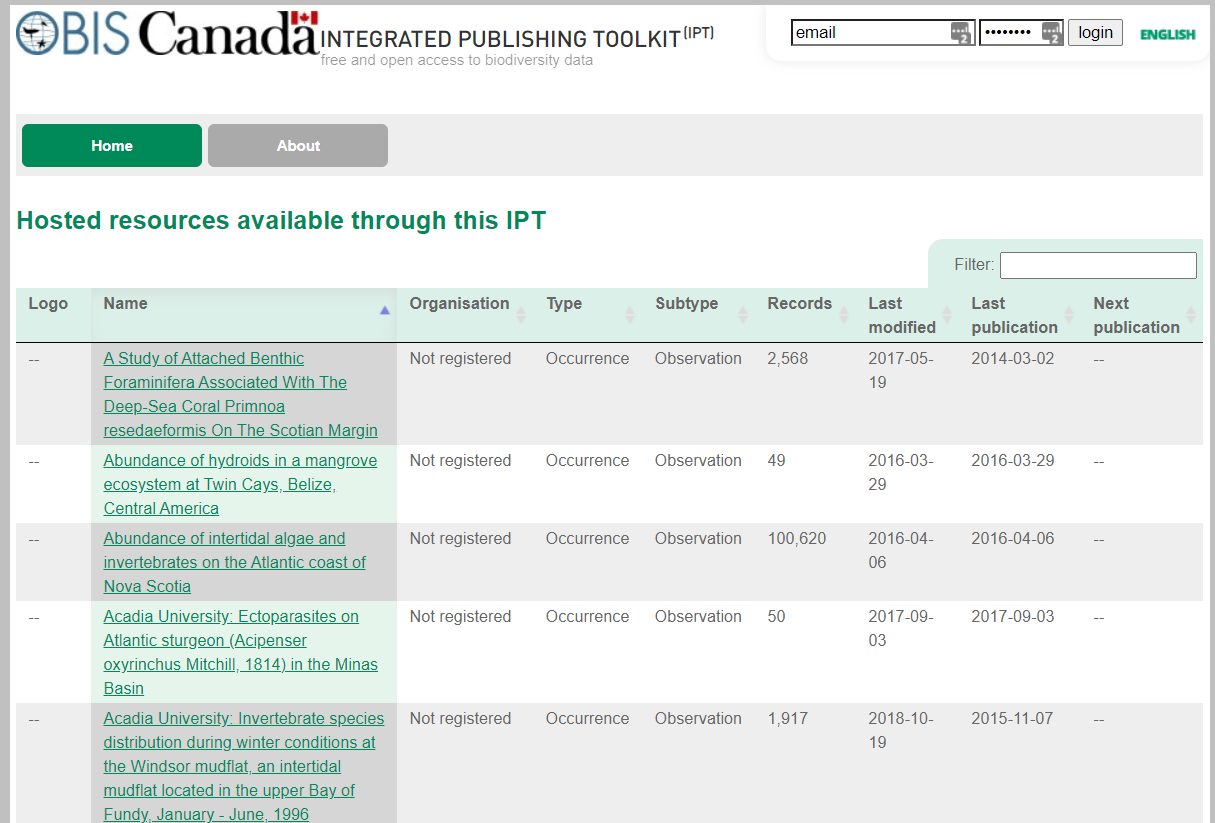 OBIS Canada INTEGRATED PUBLISHING TOOLKIT(IPT)
free and open access to biodiversity data
email •••••••• login ENGLISH
Home About
Hosted resources available through this IPT
Filter:
Logo Name Organisation Type Subtype Records Last modified Last publication Next publication
-- A Study of Attached Benthic Not registered Occurrence Observation 2,568 2017-05- 2014-03-02 --
Foraminifera Associated With The 19
Deep-Sea Coral Primnoa
resedaeformis On The Scotian Margin
-- Abundance of hydroids in a mangrove Not registered Occurrence Observation 49 2016-03- 2016-03-29 --
ecosystem at Twin Cays, Belize, 29
Central America
-- Abundance of intertidal algae and Not registered Occurrence Observation 100,620 2016-04- 2016-04-06 --
invertebrates on the Atlantic coast of 06
Nova Scotia
-- Acadia University: Ectoparasites on Not registered Occurrence Observation 50 2017-09- 2017-09-03 --
Atlantic sturgeon (Acipenser 03
oxyrinchus Mitchill, 1814) in the Minas
Basin
-- Acadia University: Invertebrate species Not registered Occurrence Observation 1,917 2018-10- 2015-11-07 --
distribution during winter conditions at 19
the Windsor mudflat, an intertidal
mudflat located in the upper Bay of
Fundy, January - June, 1996